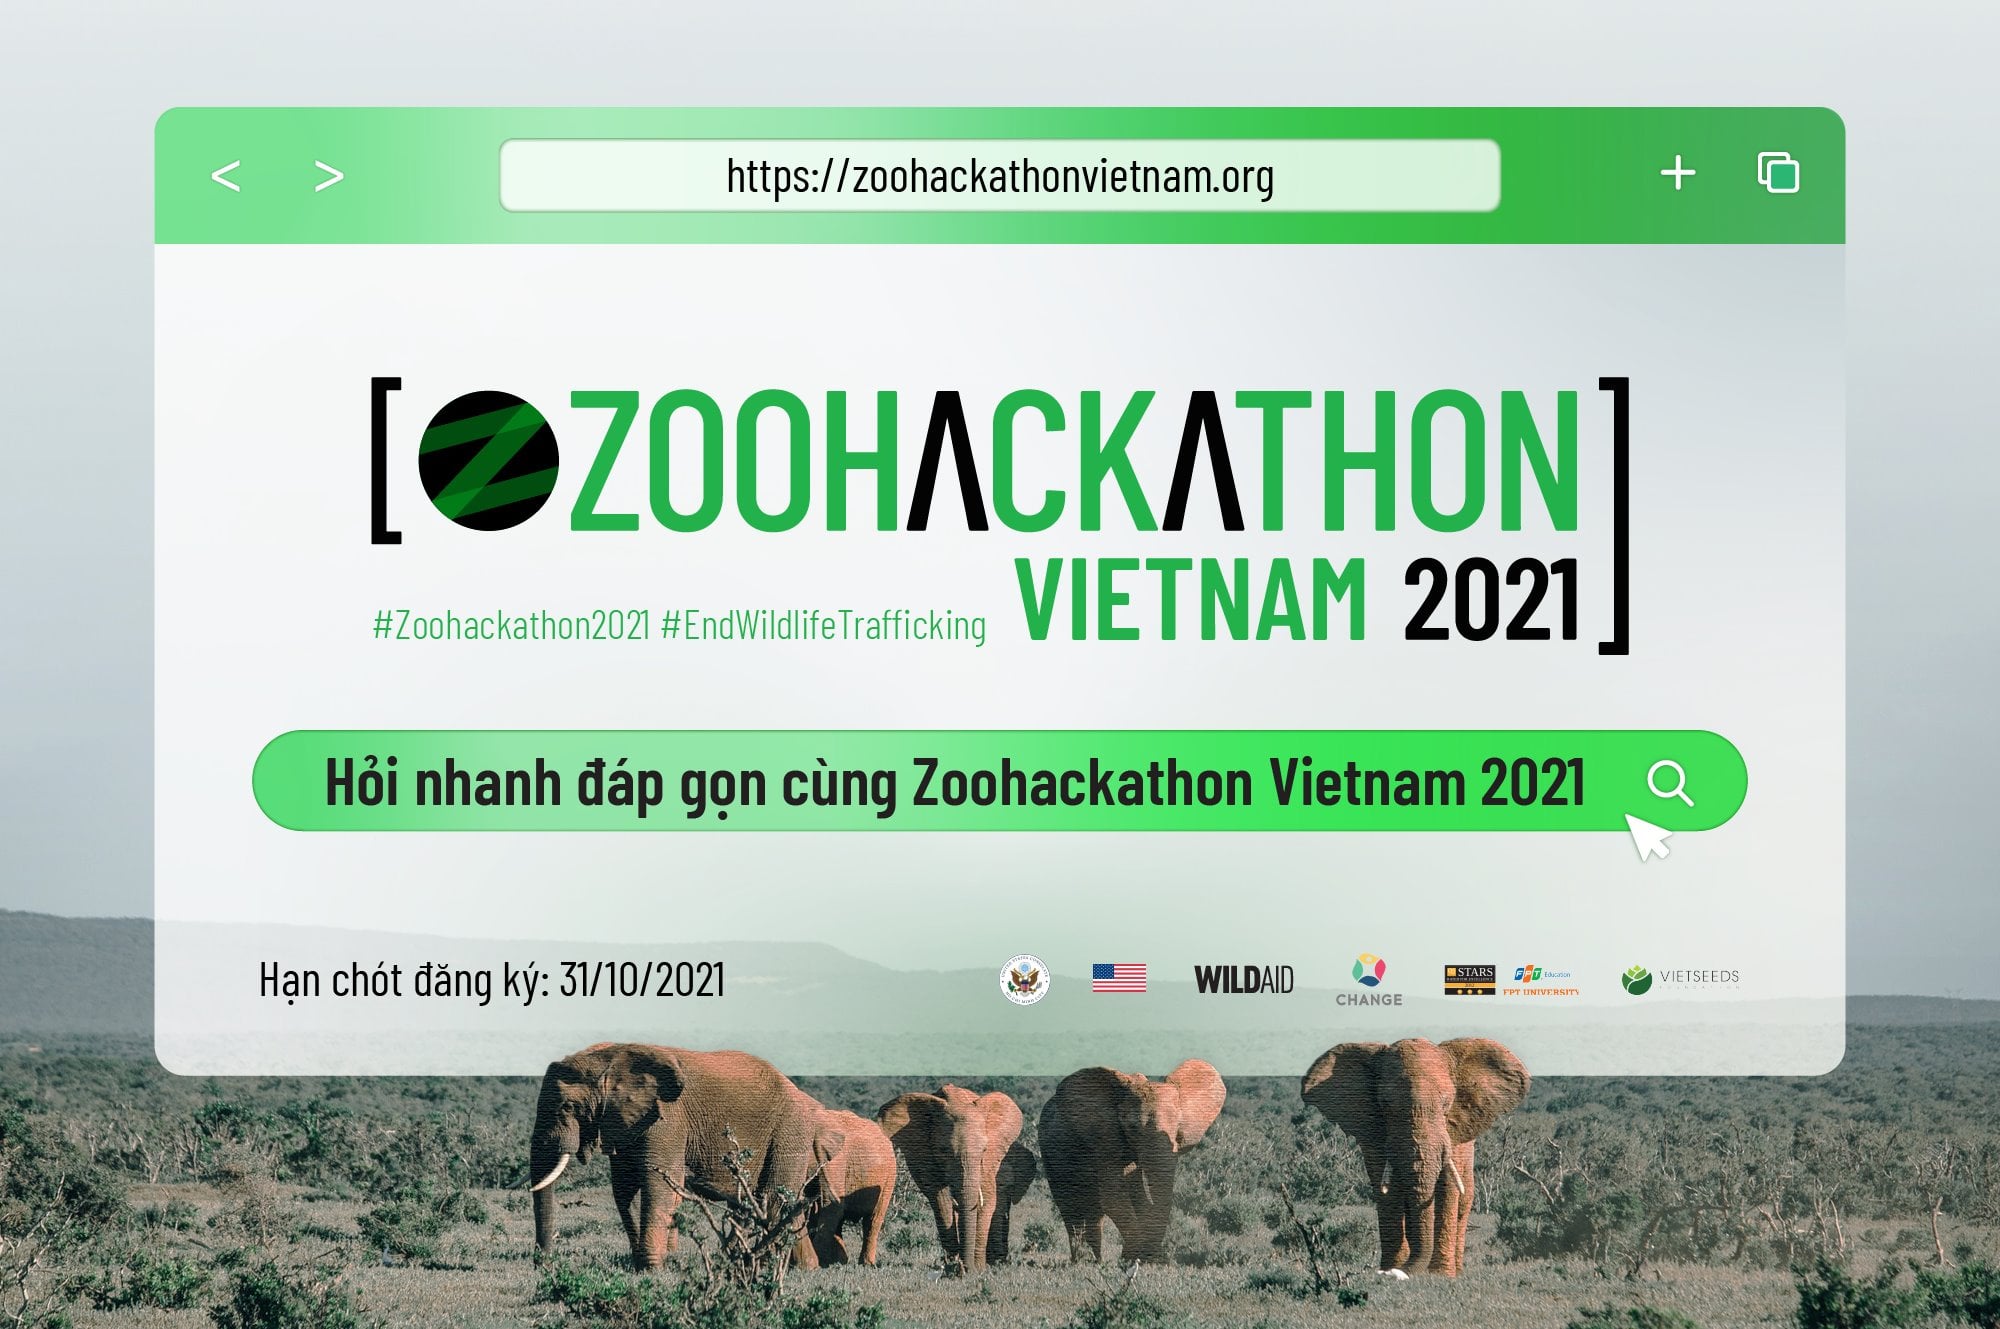 < >
https://zoohackathonvietnam.org
[ZOOHACKATHON
VIETNAM 2021]
#Zoohackathon2021 #EndWildlifeTrafficking
Hỏi nhanh đáp gọn cùng Zoohackathon Vietnam 2021
Hạn chót đăng ký: 31/10/2021
WILDAID
CHANGE
STARS
FPT Education
FPT UNIVERSITY
VIETSEEDS
FOUNDATION